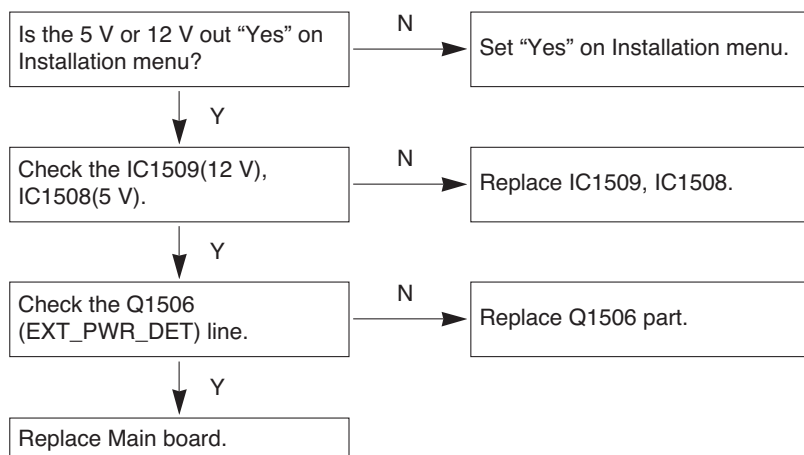 Is the 5 V or 12 V out “Yes” on
Installation menu?
N
Set “Yes” on Installation menu.
Y
Check the IC1509(12 V),
IC1508(5 V).
N
Replace IC1509, IC1508.
Y
Check the Q1506
(EXT_PWR_DET) line.
N
Replace Q1506 part.
Y
Replace Main board.